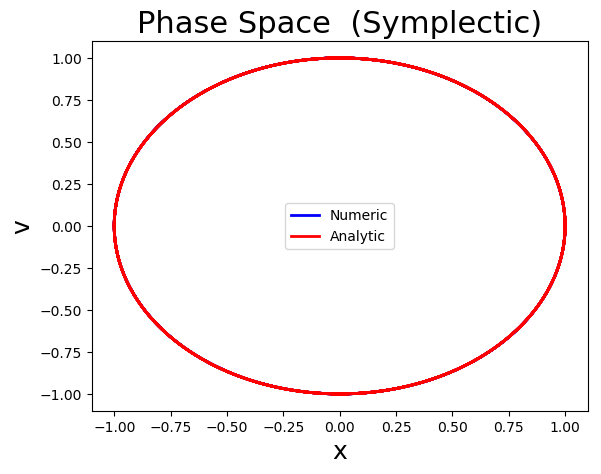 Phase Space  (Symplectic)
1.00
0.75
0.50
0.25
0.00
−0.25
−0.50
−0.75
−1.00
v
Numeric
Analytic
−1.00 −0.75 −0.50 −0.25 0.00 0.25 0.50 0.75 1.00
x